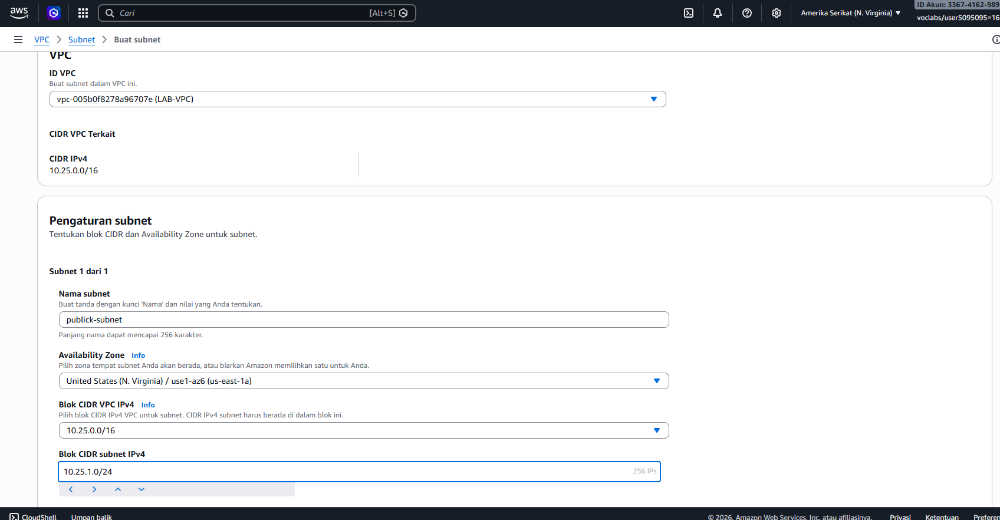 aws
Cari
[Alt+S]
Amerika Serikat (N. Virginia)
ID Akun: 3367-4162-989
voclabs/user5095095=16
VPC
Subnet
Buat subnet
VPC
ID VPC
Buat subnet dalam VPC ini.
vpc-005b0f8278a96707e (LAB-VPC)
CIDR VPC Terkait
CIDR IPv4
10.25.0.0/16
Pengaturan subnet
Tentukan blok CIDR dan Availability Zone untuk subnet.
Subnet 1 dari 1
Nama subnet
Buat tanda dengan kunci 'Nama' dan nilai yang Anda tentukan.
publick-subnet
Panjang nama dapat mencapai 256 karakter.
Availability Zone Info
Pilih zona tempat subnet Anda akan berada, atau biarkan Amazon memilihkan satu untuk Anda.
United States (N. Virginia) / use1-az6 (us-east-1a)
Blok CIDR VPC IPv4 Info
Pilih blok CIDR IPv4 VPC untuk subnet. CIDR IPv4 subnet harus berada di dalam blok ini.
10.25.0.0/16
Blok CIDR subnet IPv4
10.25.1.0/24
256 IPs
CloudShell
Umpan balik
© 2026, Amazon Web Services, Inc. atau afiliasinya.
Privasi
Ketentuan
Preferen